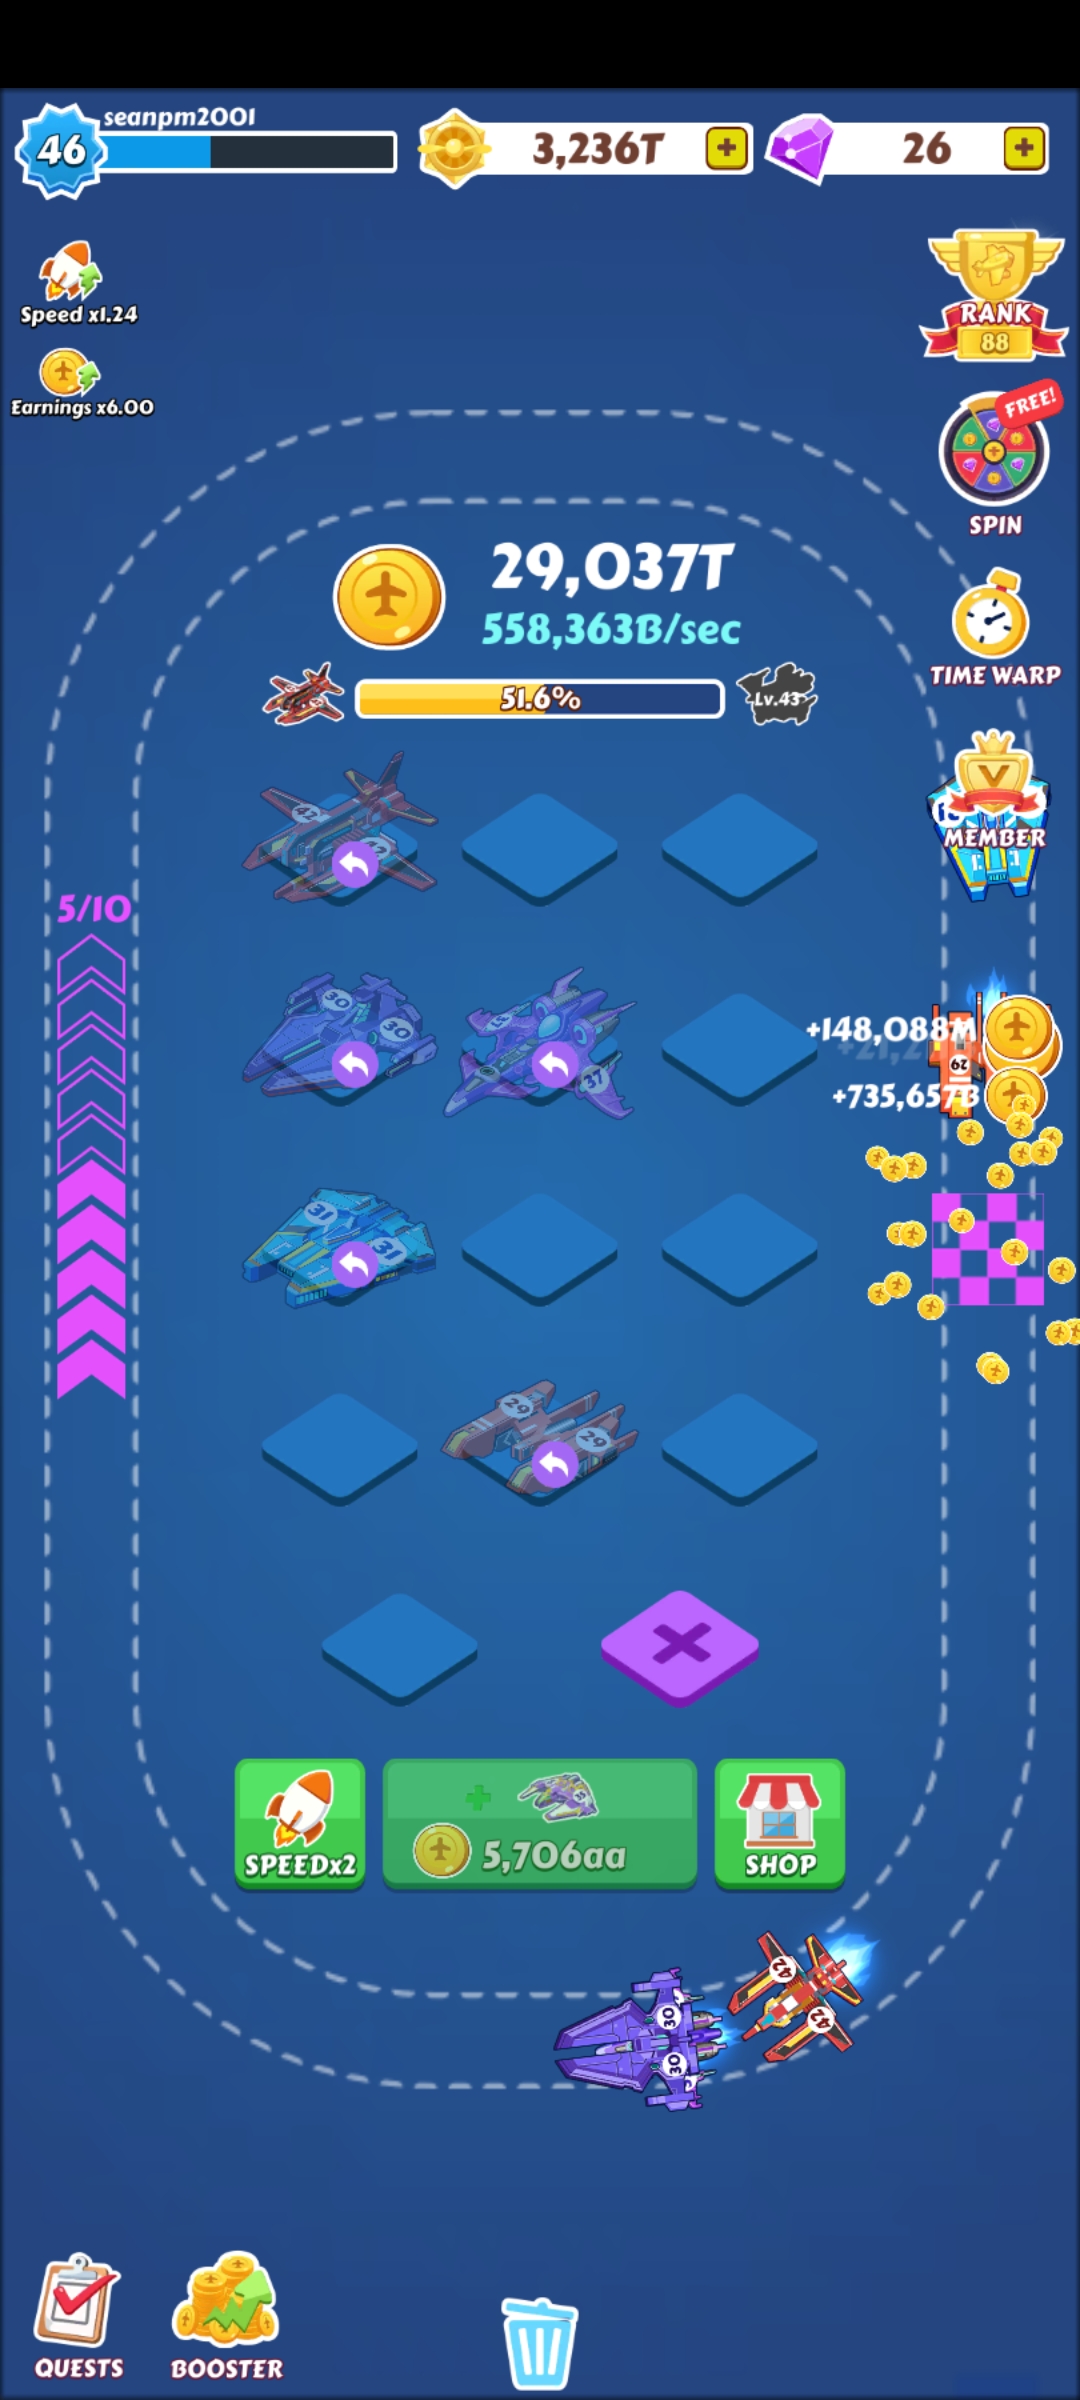 seanpm2001
46
3,236T
26
Speed x1.24
Earnings x6.00
RANK
88
FREE!
SPIN
29,037T
558,363B/sec
51.6%
Lv.43
TIME WARP
MEMBER
42
42
5/10
30
30
37
+148,088M
29
+735,657B
31
31
29
29
SPEEDx2
5,706aa
SHOP
42
42
30
30
QUESTS
BOOSTER